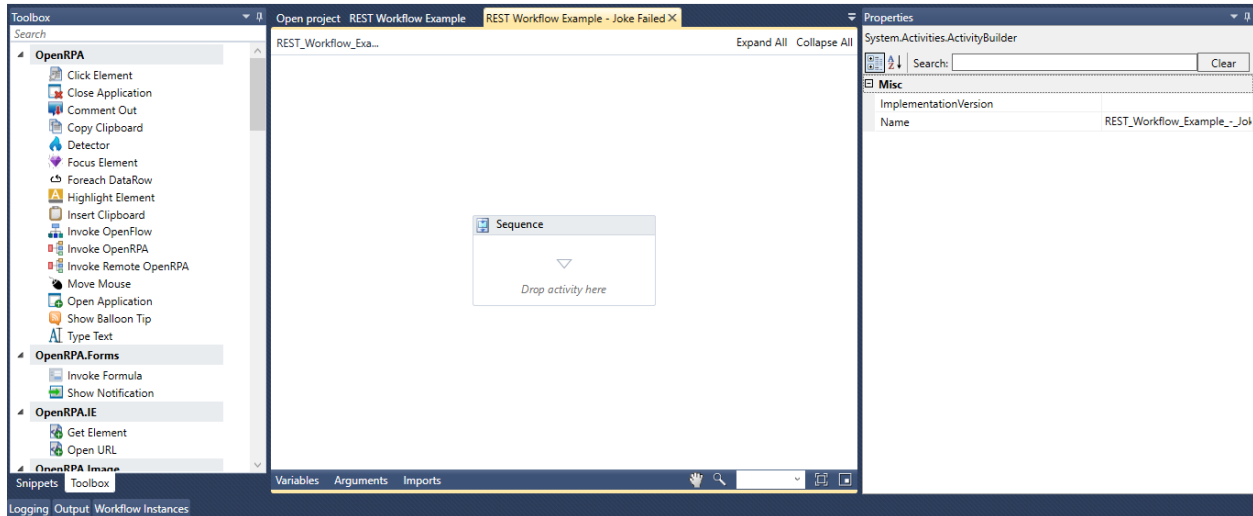 Toolbox
Search
OpenRPA
Click Element
Close Application
Comment Out
Copy Clipboard
Detector
Focus Element
Foreach DataRow
Highlight Element
Insert Clipboard
Invoke OpenFlow
Invoke OpenRPA
Invoke Remote OpenRPA
Move Mouse
Open Application
Show Balloon Tip
Type Text
OpenRPA.Forms
Invoke Formula
Show Notification
OpenRPA.IE
Get Element
Open URL
OpenRPA.Image
Snippets Toolbox
Open project REST Workflow Example REST Workflow Example - Joke Failed
REST_Workflow_Exa... Expand All Collapse All
Sequence
Drop activity here
Variables Arguments Imports
Properties
System.Activities.ActivityBuilder
Search: Clear
Misc
ImplementationVersion
Name REST_Workflow_Example_-_Jok
Logging Output Workflow Instances